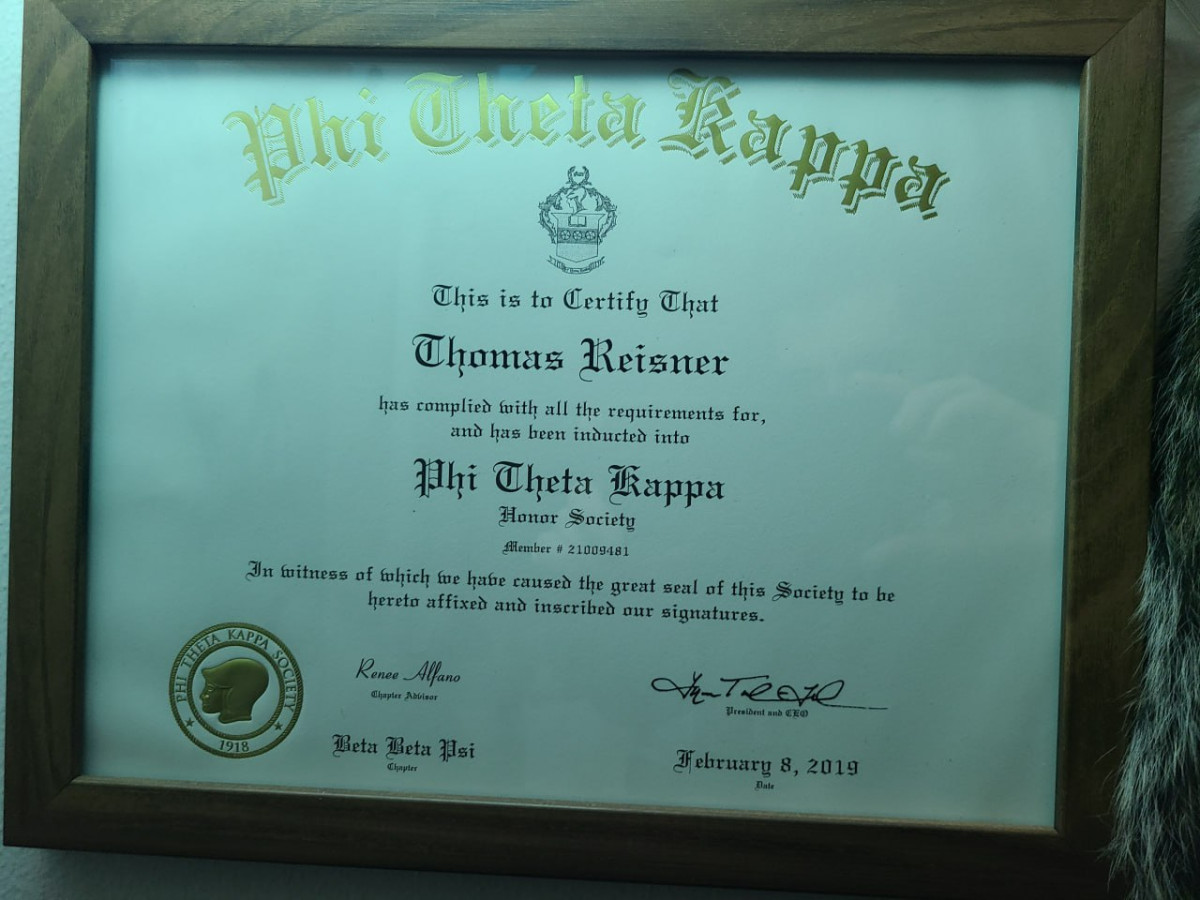 Phi Theta Kappa
This is to Certify That
Thomas Reisner
has complied with all the requirements for,
and has been inducted into
Phi Theta Kappa
Honor Society
Member # 21009481
In witness of which we have caused the great seal of this Society to be
hereto affixed and inscribed our signatures.
PHI THETA KAPPA SOCIETY
1918
Renee Alfano
Chapter Advisor
President and CEO
Beta Beta Psi
Chapter
February 8, 2019
Date